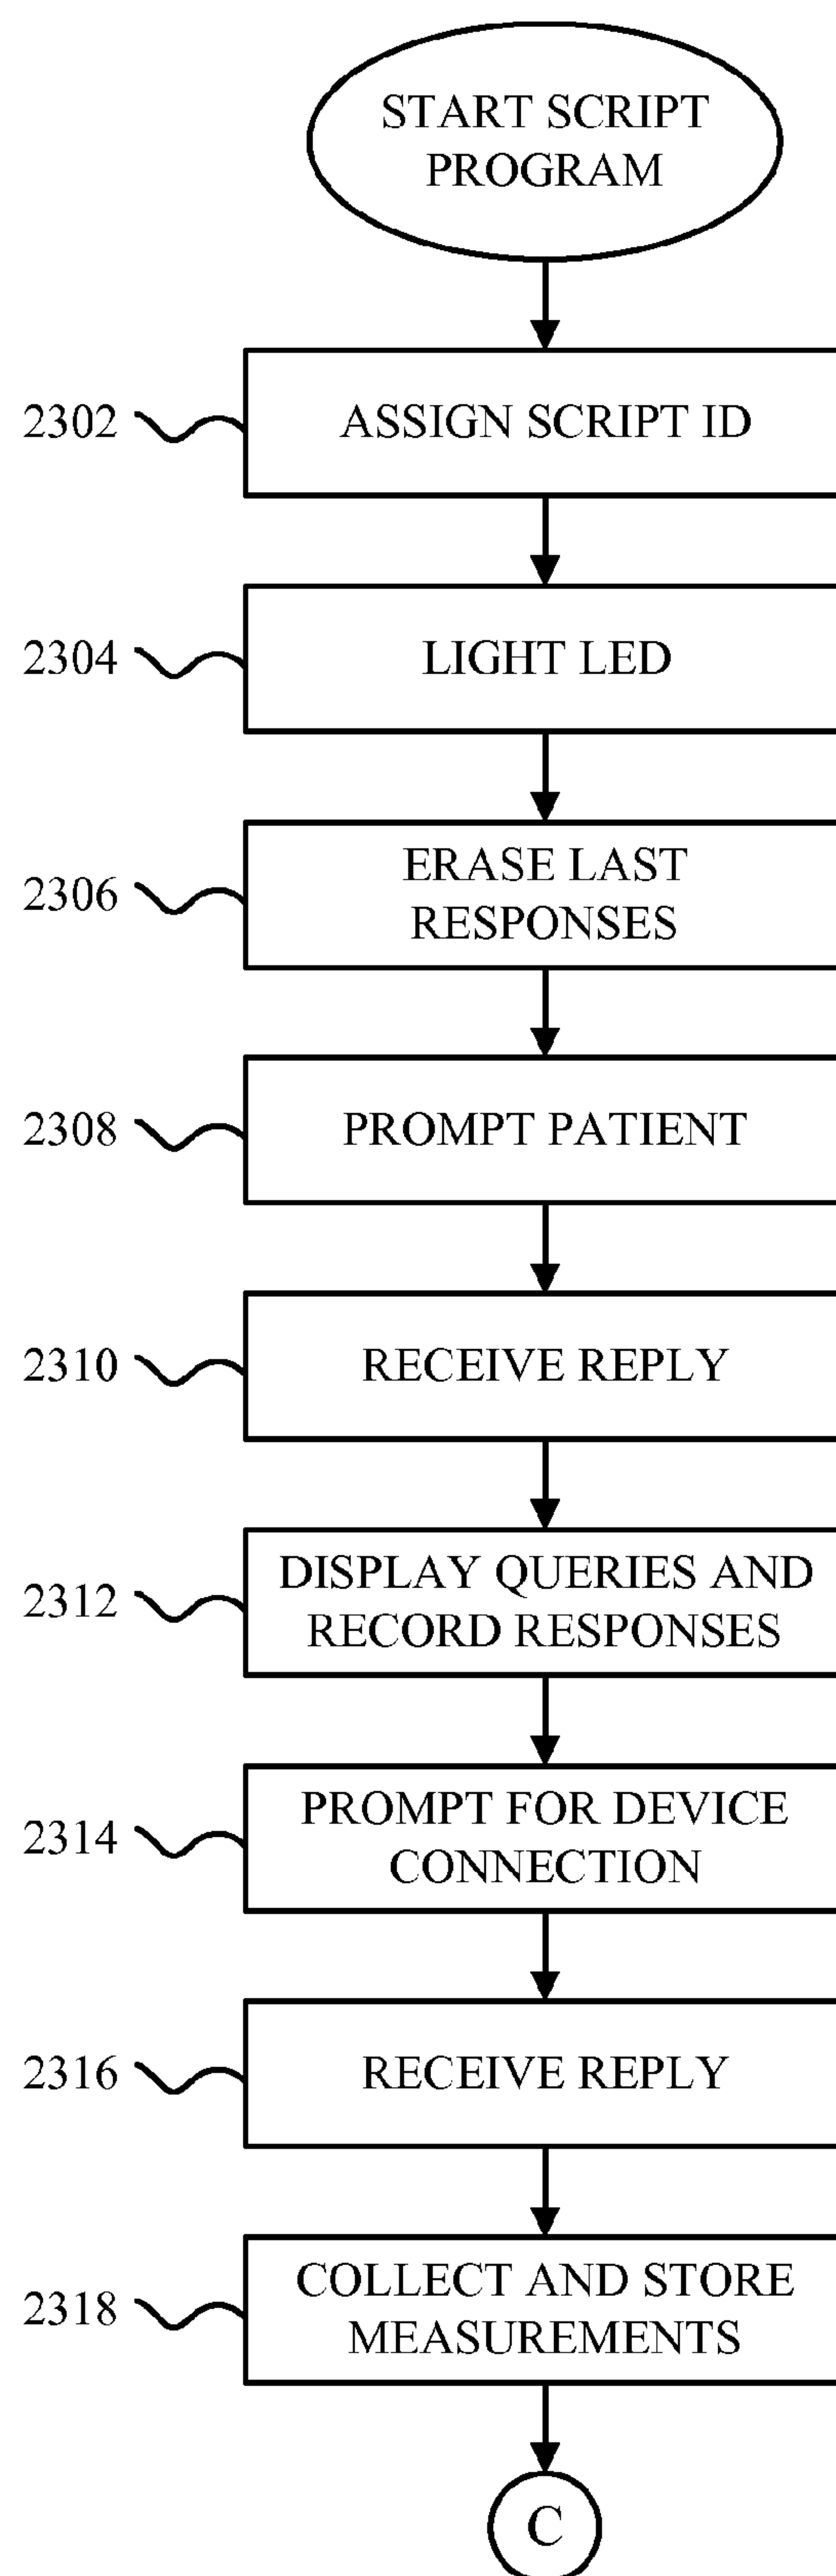 START SCRIPT
PROGRAM
2302
ASSIGN SCRIPT ID
2304
LIGHT LED
2306
ERASE LAST
RESPONSES
2308
PROMPT PATIENT
2310
RECEIVE REPLY
2312
DISPLAY QUERIES AND
RECORD RESPONSES
2314
PROMPT FOR DEVICE
CONNECTION
2316
RECEIVE REPLY
2318
COLLECT AND STORE
MEASUREMENTS
C